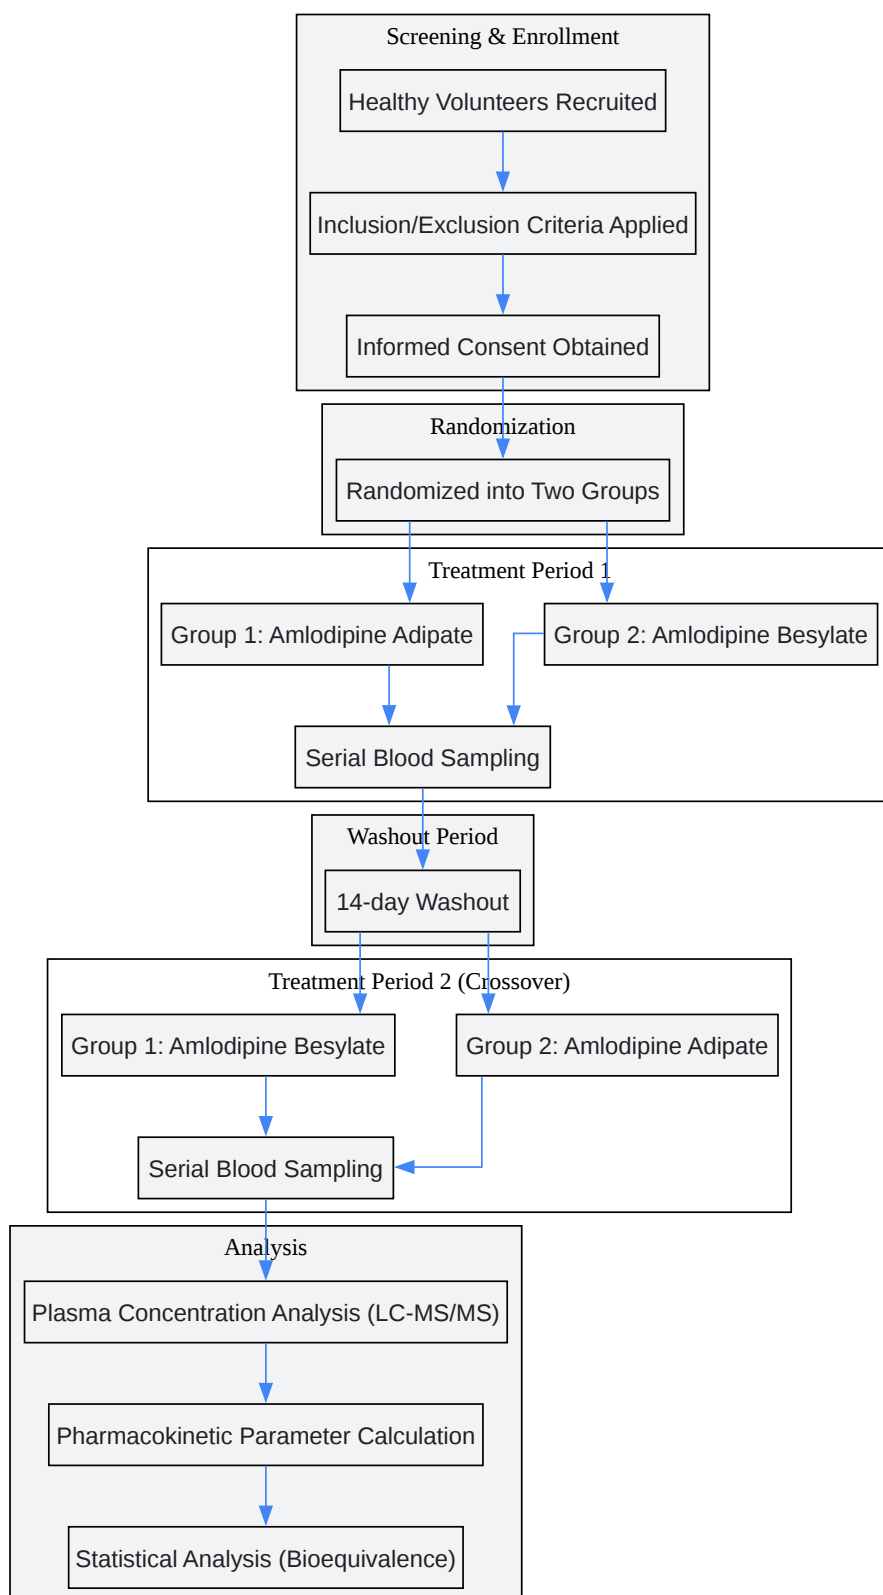 Screening & Enrollment
Healthy Volunteers Recruited
Inclusion/Exclusion Criteria Applied
Informed Consent Obtained
Randomization
Randomized into Two Groups
Treatment Period 1
Group 1: Amlodipine Adipate
Group 2: Amlodipine Besylate
Serial Blood Sampling
Washout Period
14-day Washout
Treatment Period 2 (Crossover)
Group 1: Amlodipine Besylate
Group 2: Amlodipine Adipate
Serial Blood Sampling
Analysis
Plasma Concentration Analysis (LC-MS/MS)
Pharmacokinetic Parameter Calculation
Statistical Analysis (Bioequivalence)